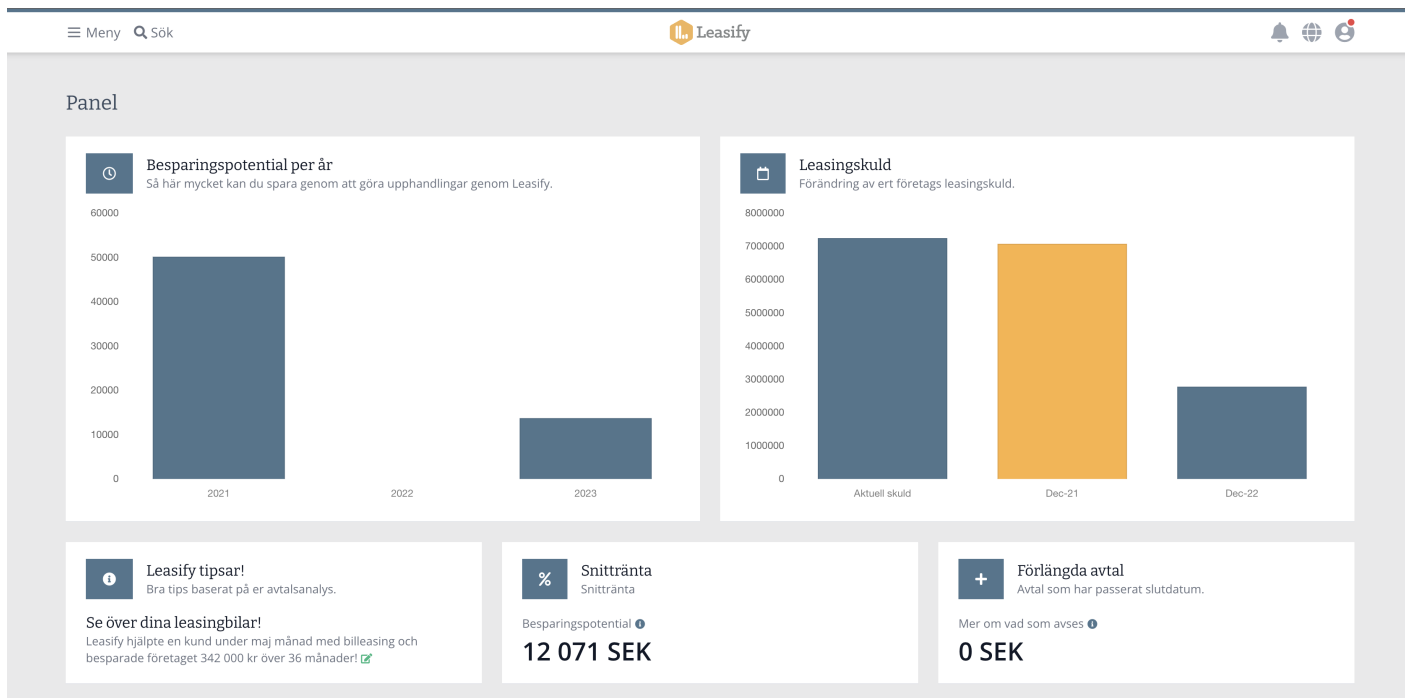 Meny
Sök
Leasify
Panel
Besparingspotential per år
Så här mycket kan du spara genom att göra upphandlingar genom Leasify.
60000
50000
40000
30000
20000
10000
0
2021
2022
2023
Leasingskuld
Förändring av ert företags leasingskuld.
8000000
7000000
6000000
5000000
4000000
3000000
2000000
1000000
0
Aktuell skuld
Dec-21
Dec-22
Leasify tipsar!
Bra tips baserat på er avtalsanalys.
Se över dina leasingbilar!
Leasify hjälpte en kund under maj månad med billeasing och
besparade företaget 342 000 kr över 36 månader!
%
Snittränta
Snittränta
Besparingspotential
12 071 SEK
Förlängda avtal
Avtal som har passerat slutdatum.
Mer om vad som avses
0 SEK